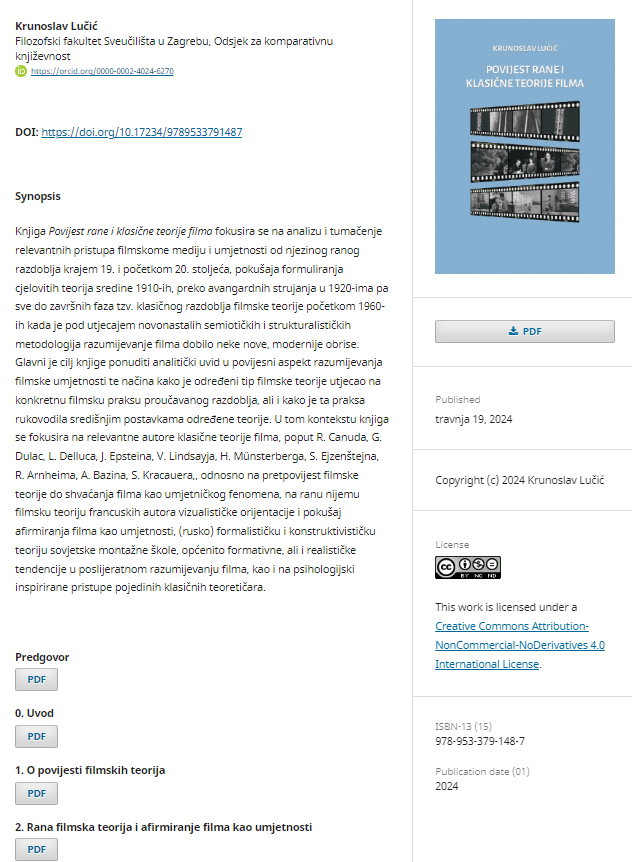 Krunoslav Lučić
Filozofski fakultet Sveučilišta u Zagrebu, Odsjek za komparativnu
književnost
iD https://orcid.org/0000-0002-4024-6270
DOI: https://doi.org/10.17234/9789533791487
Synopsis
Knjiga Povijest rane i klasične teorije filma fokusira se na analizu i tumačenje
relevantnih pristupa filmskome mediju i umjetnosti od njezinog ranog
razdoblja krajem 19. i početkom 20. stoljeća, pokušaja formuliranja
cjelovitih teorija sredine 1910-ih, preko avangardnih strujanja u 1920-ima pa
sve do završnih faza tzv. klasičnog razdoblja filmske teorije početkom 1960-
ih kada je pod utjecajem novonastalih semiotičkih i strukturalističkih
metodologija razumijevanje filma dobilo neke nove, modernije obrise.
Glavni je cilj knjige ponuditi analitički uvid u povijesni aspekt razumijevanja
filmske umjetnosti te načina kako je određeni tip filmske teorije utjecao na
konkretnu filmsku praksu proučavanog razdoblja, ali i kako je ta praksa
rukovodila središnjim postavkama određene teorije. U tom kontekstu knjiga
se fokusira na relevantne autore klasične teorije filma, poput R. Canuda, G.
Dulac, L. Delluca, J. Epsteina, V. Lindsayja, H. Münsterberga, S. Ejzenštejna,
R. Arnheima, A. Bazina, S. Kracauera,, odnosno na pretpovijest filmske
teorije do shvaćanja filma kao umjetničkog fenomena, na ranu nijemu
filmsku teoriju francuskih autora vizualističke orijentacije i pokušaj
afirmiranja filma kao umjetnosti, (rusko) formalističku i konstruktivističku
teoriju sovjetske montažne škole, općenito formativne, ali i realističke
tendencije u poslijeratnom razumijevanju filma, kao i na psihologijski
inspirirane pristupe pojedinih klasičnih teoretičara.
Predgovor
PDF
0. Uvod
PDF
1. O povijesti filmskih teorija
PDF
2. Rana filmska teorija i afirmiranje filma kao umjetnosti
PDF
KRUNOSLAV LUČIĆ
POVIJEST RANE I
KLASIČNE TEORIJE FILMA
PDF
Published
travnja 19, 2024
Copyright (c) 2024 Krunoslav Lučić
License
cc
BY NC ND
This work is licensed under a
Creative Commons Attribution-
NonCommercial-NoDerivatives 4.0
International License.
ISBN-13 (15)
978-953-379-148-7
Publication date (01)
2024